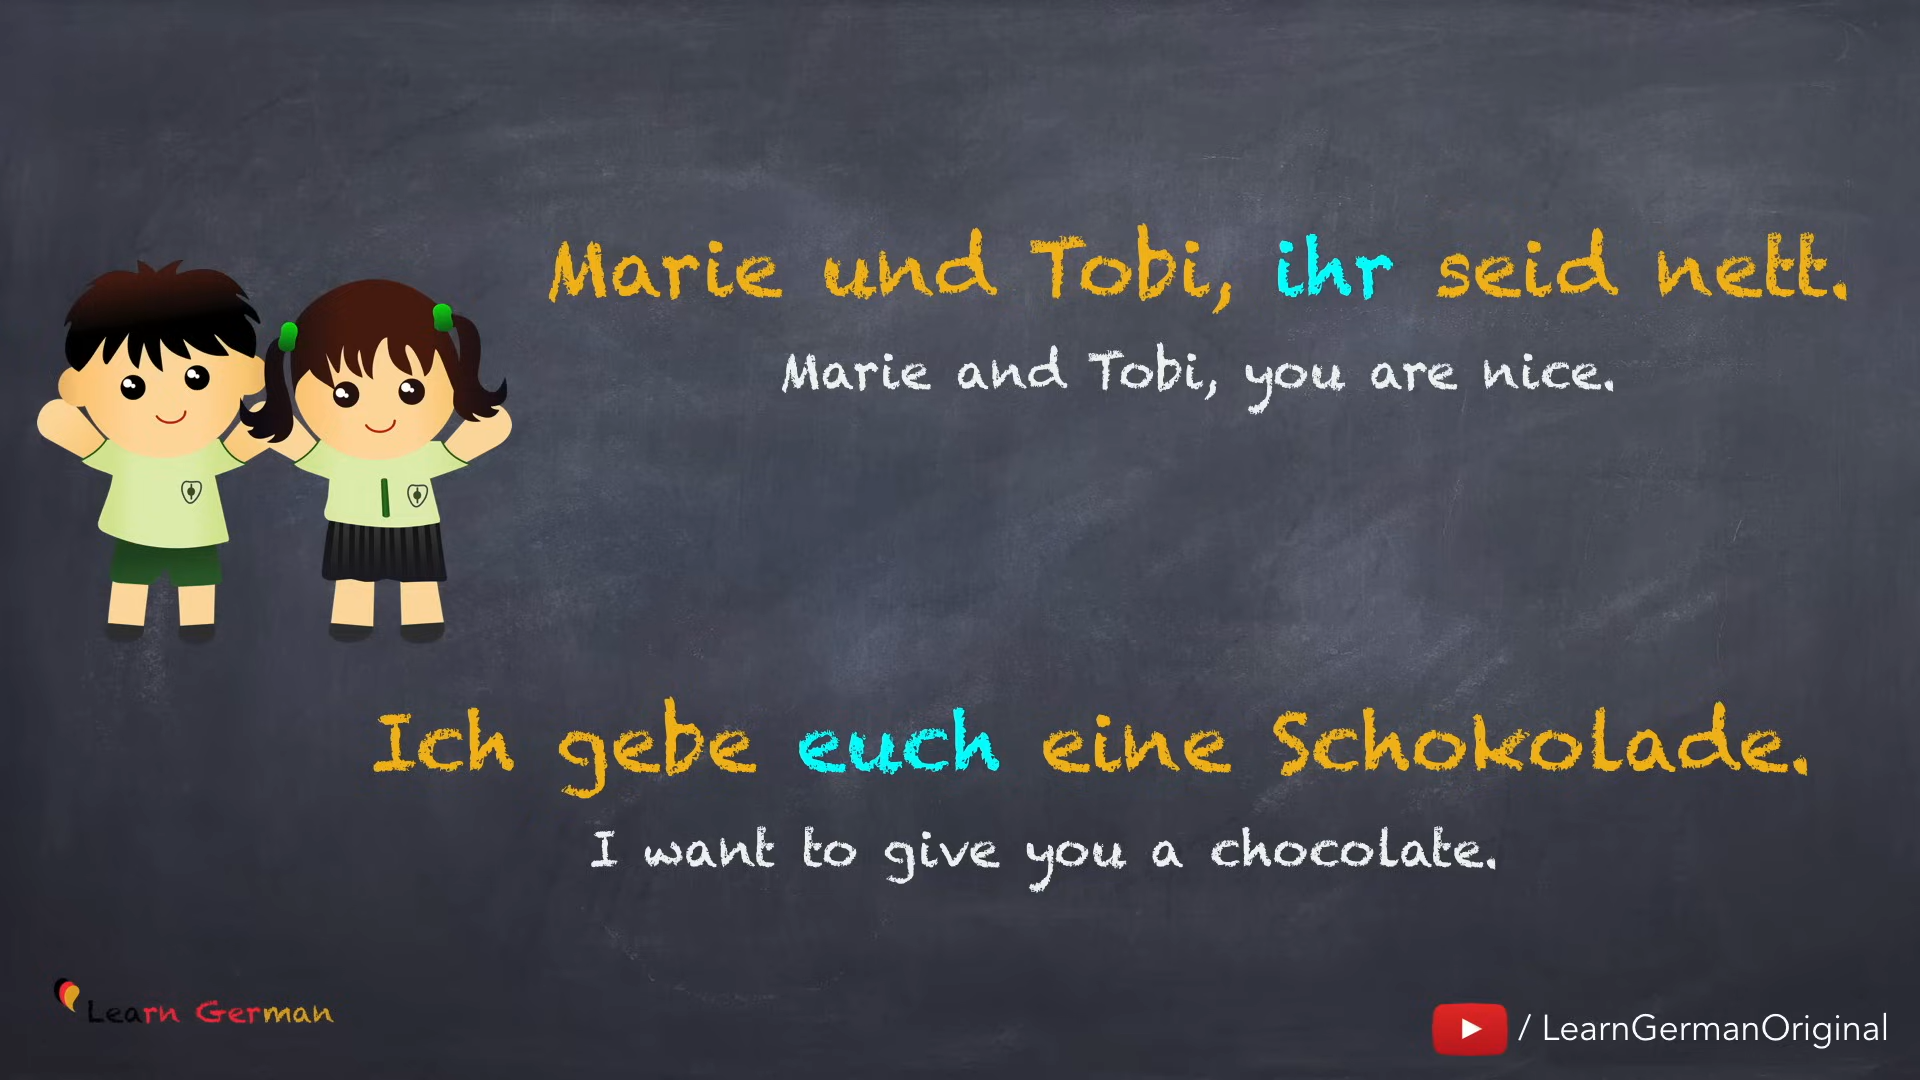 Marie und Tobi, ihr seid nett.
Marie and Tobi, you are nice.
Ich gebe euch eine Schokolade.
I want to give you a chocolate.
Learn German
/ LearnGermanOriginal